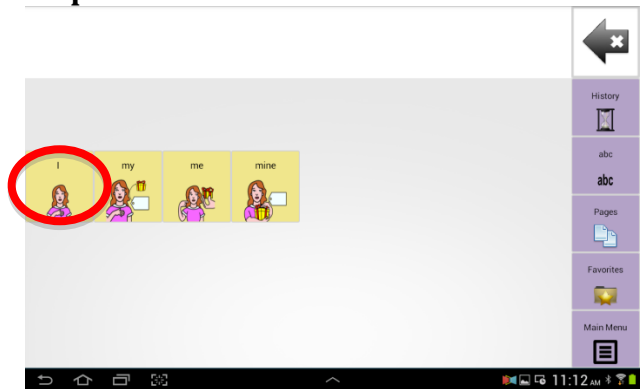 History
abc
abc
I my me mine
Pages
Favorites
Main Menu
11:12 AM